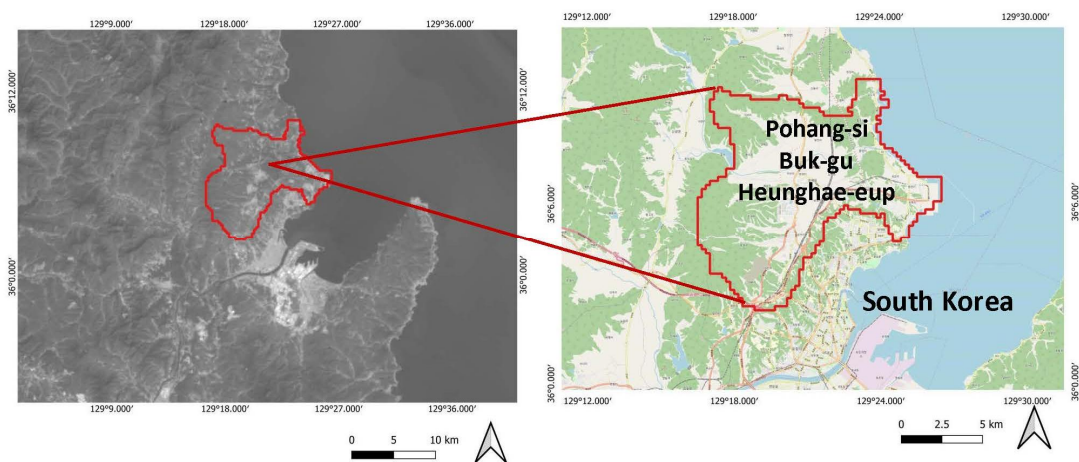 129°9.000' 129°18.000' 129°27.000' 129°36.000'
36°12.000' 36°12.000'
36°0.000' 36°0.000'
129°9.000' 129°18.000' 129°27.000' 129°36.000'
0 5 10 km
129°12.000' 129°18.000' 129°24.000' 129°30.000'
Pohang-si
Buk-gu
Heunghae-eup
36°6.000' 36°6.000'
South Korea
36°0.000' 36°0.000'
129°12.000' 129°18.000' 129°24.000' 129°30.000'
0 2.5 5 km